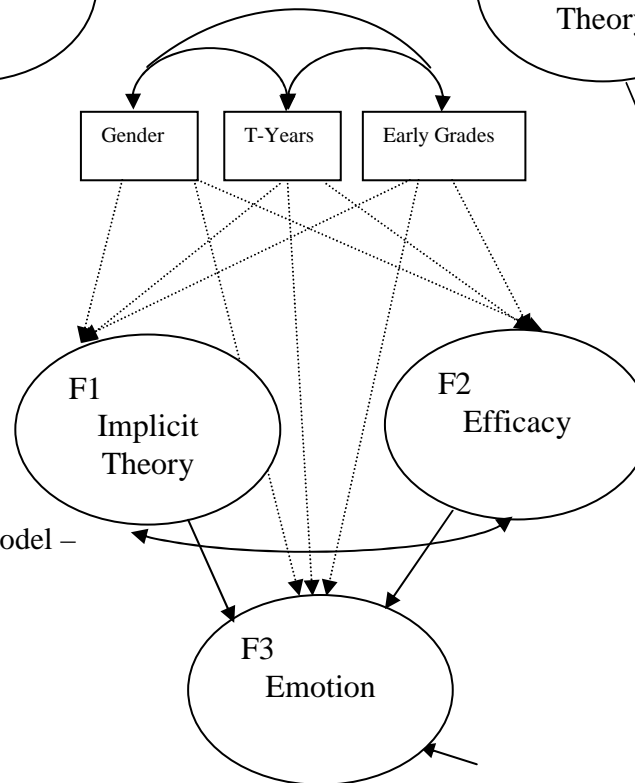 Theory
Gender
T-Years
Early Grades
F1
Implicit
Theory
F2
Efficacy
odel –
F3
Emotion